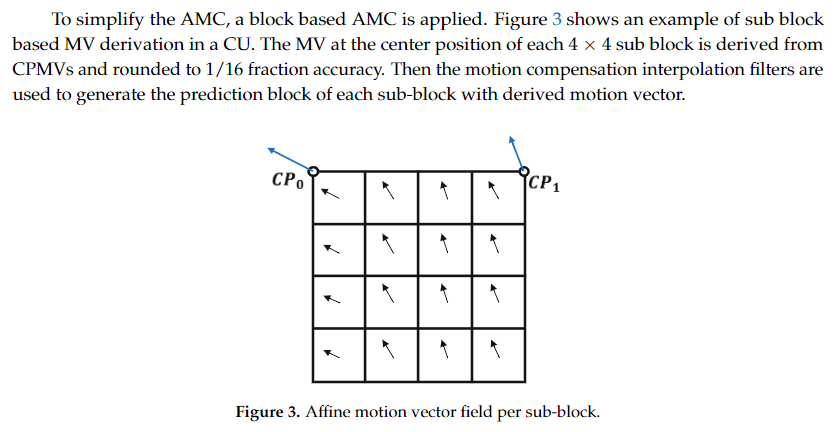 To simplify the AMC, a block based AMC is applied. Figure 3 shows an example of sub block
based MV derivation in a CU. The MV at the center position of each 4 × 4 sub block is derived from
CPMVs and rounded to 1/16 fraction accuracy. Then the motion compensation interpolation filters are
used to generate the prediction block of each sub-block with derived motion vector.
CP₀
CP₁
Figure 3. Affine motion vector field per sub-block.